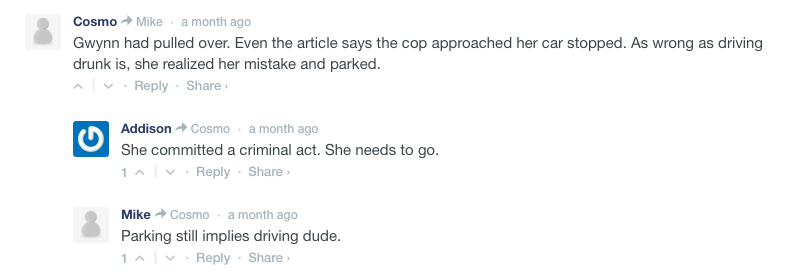 Cosmo Mike · a month ago
Gwynn had pulled over. Even the article says the cop approached her car stopped. As wrong as driving
drunk is, she realized her mistake and parked.
· Reply · Share ›
Addison Cosmo · a month ago
She committed a criminal act. She needs to go.
1 · Reply · Share ›
Mike Cosmo · a month ago
Parking still implies driving dude.
1 · Reply · Share ›